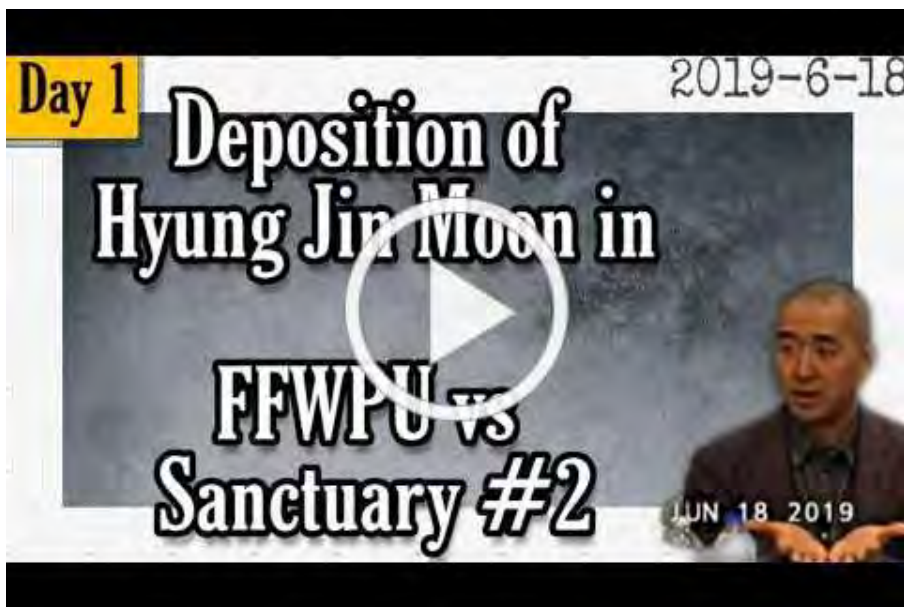 Day 1
2019-6-18
Deposition of
Hyung Jin Moon in
FFWPU vs
Sanctuary #2
JUN 18 2019